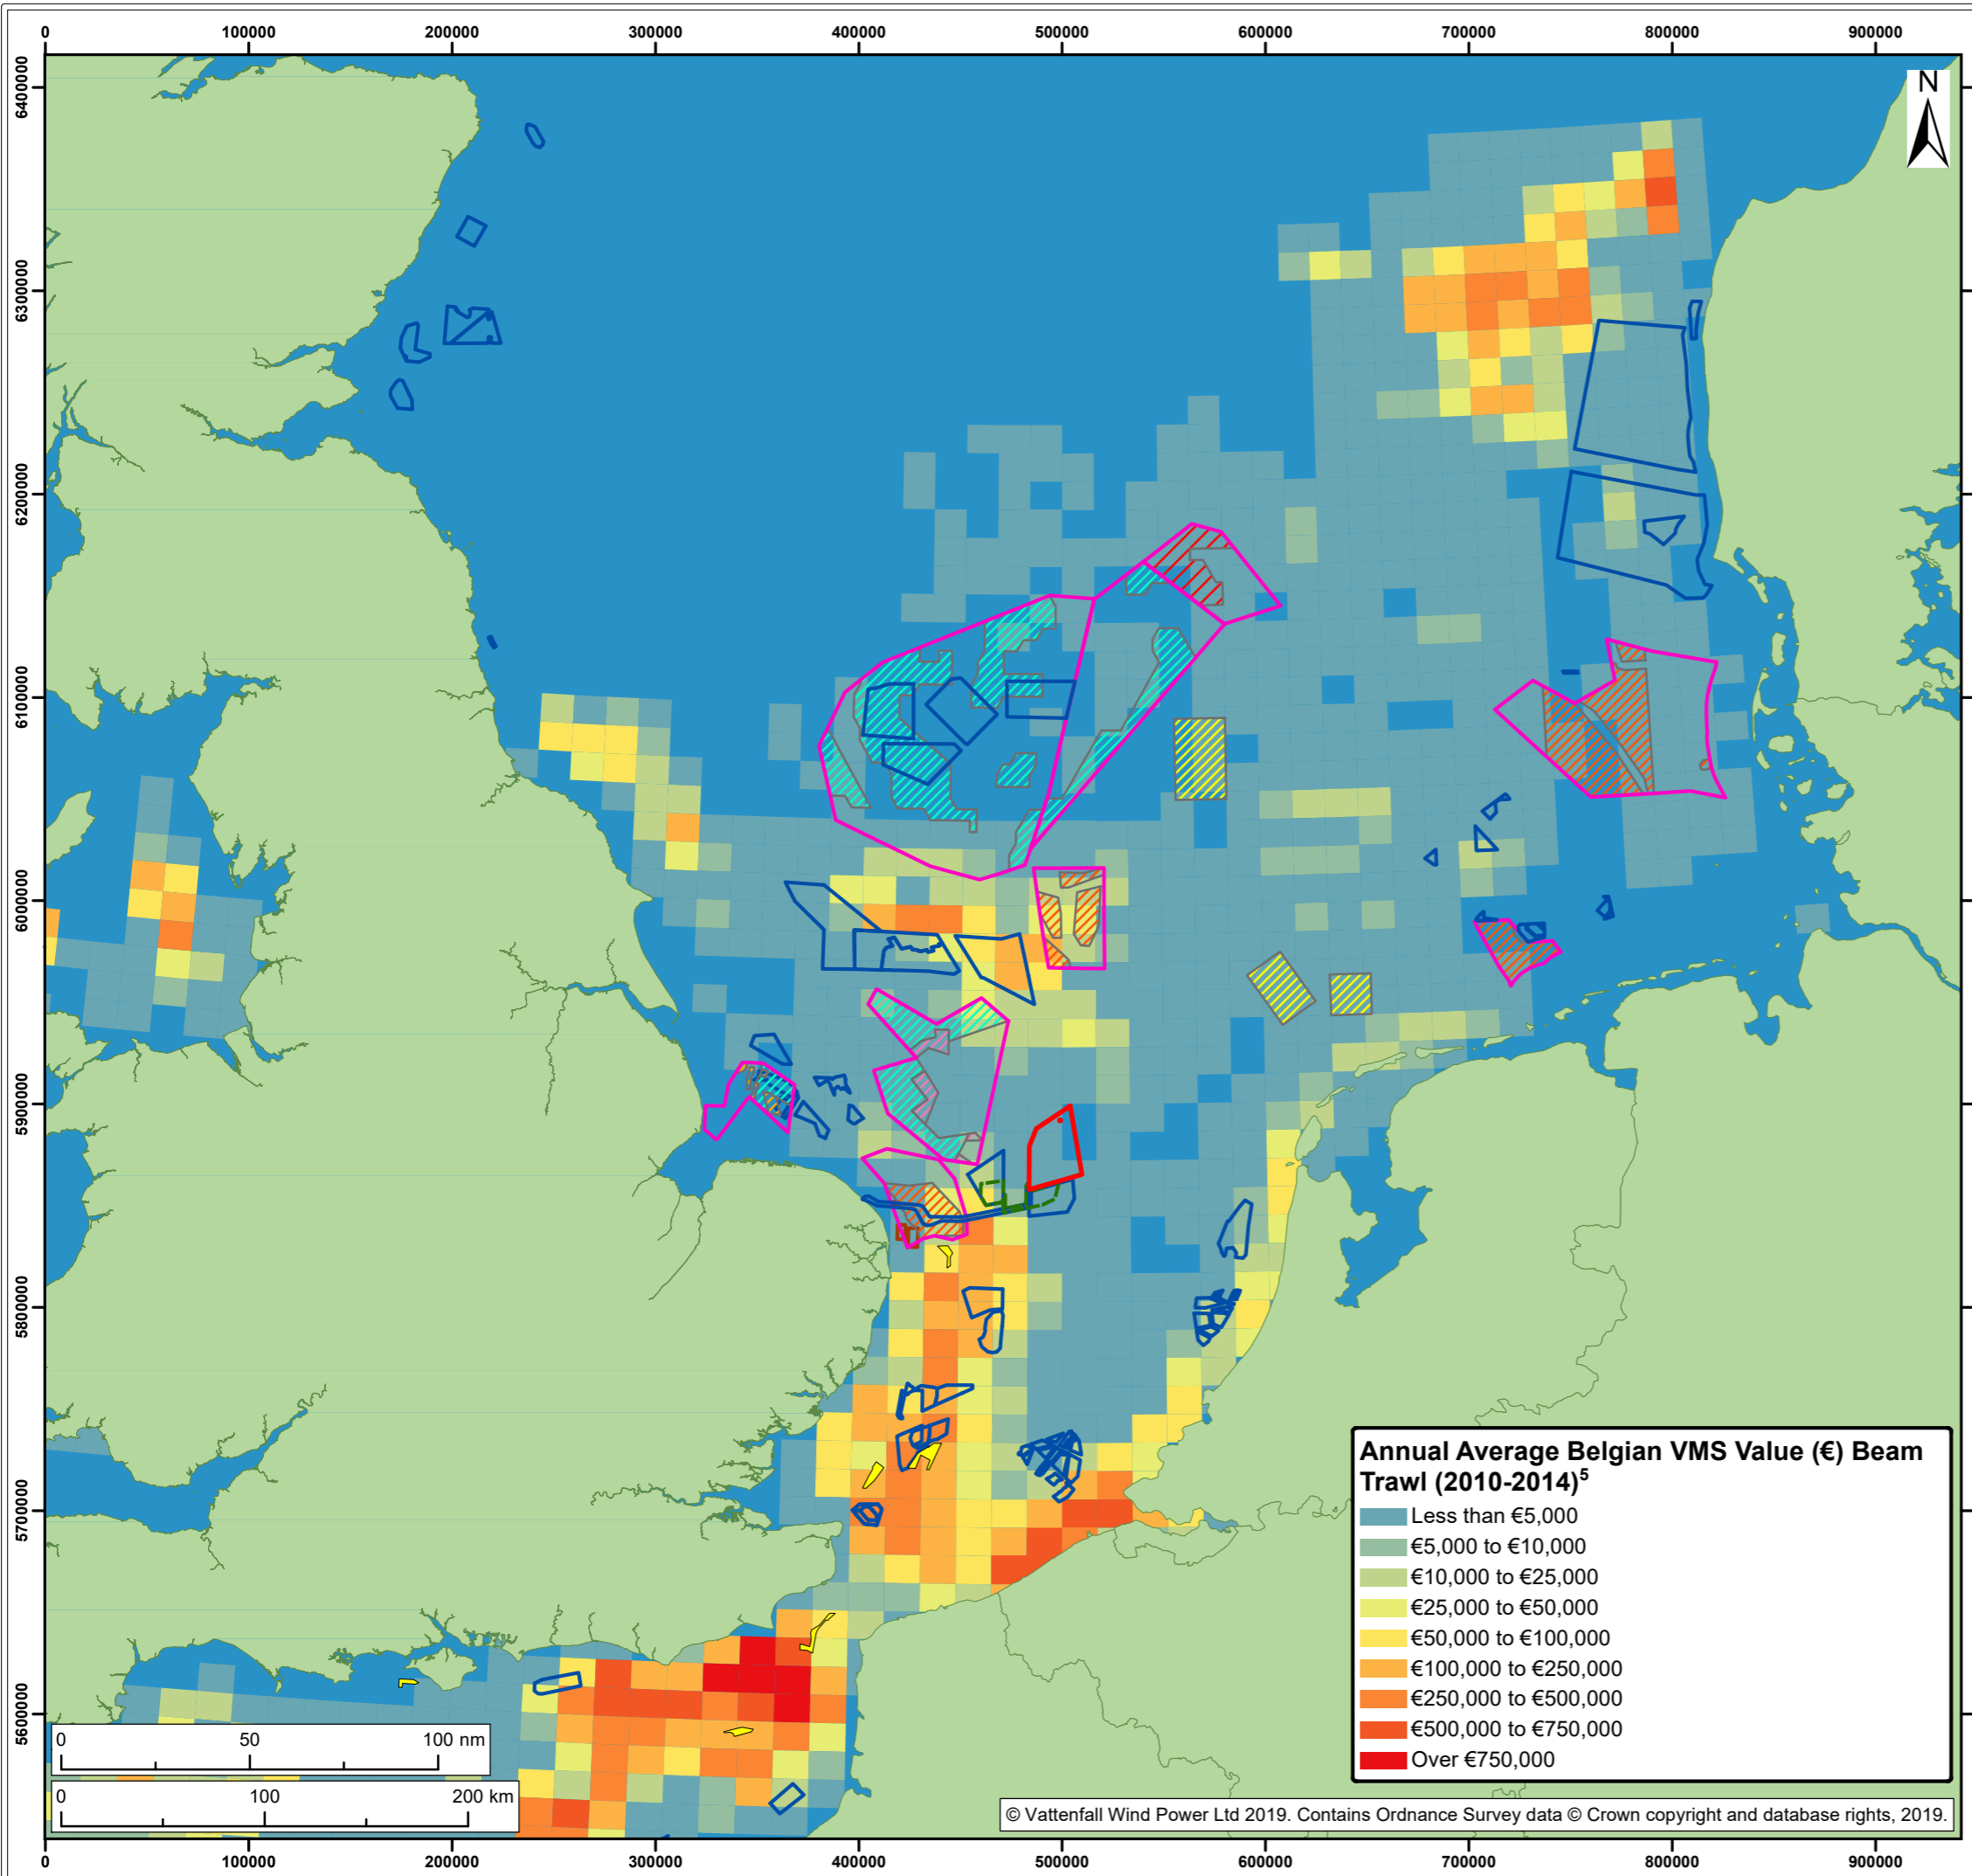 0 100000 200000 300000 400000 500000 600000 700000 800000 900000
6400000
6300000
6200000
6100000
6000000
5900000
5800000
5700000
5600000
N
Annual Average Belgian VMS Value (€) Beam
Trawl (2010-2014)5
Less than €5,000
€5,000 to €10,000
€10,000 to €25,000
€25,000 to €50,000
€50,000 to €100,000
€100,000 to €250,000
€250,000 to €500,000
€500,000 to €750,000
Over €750,000
0 50 100 nm
0 100 200 km
© Vattenfall Wind Power Ltd 2019. Contains Ordnance Survey data © Crown copyright and database rights, 2019.
0 100000 200000 300000 400000 500000 600000 700000 800000 900000